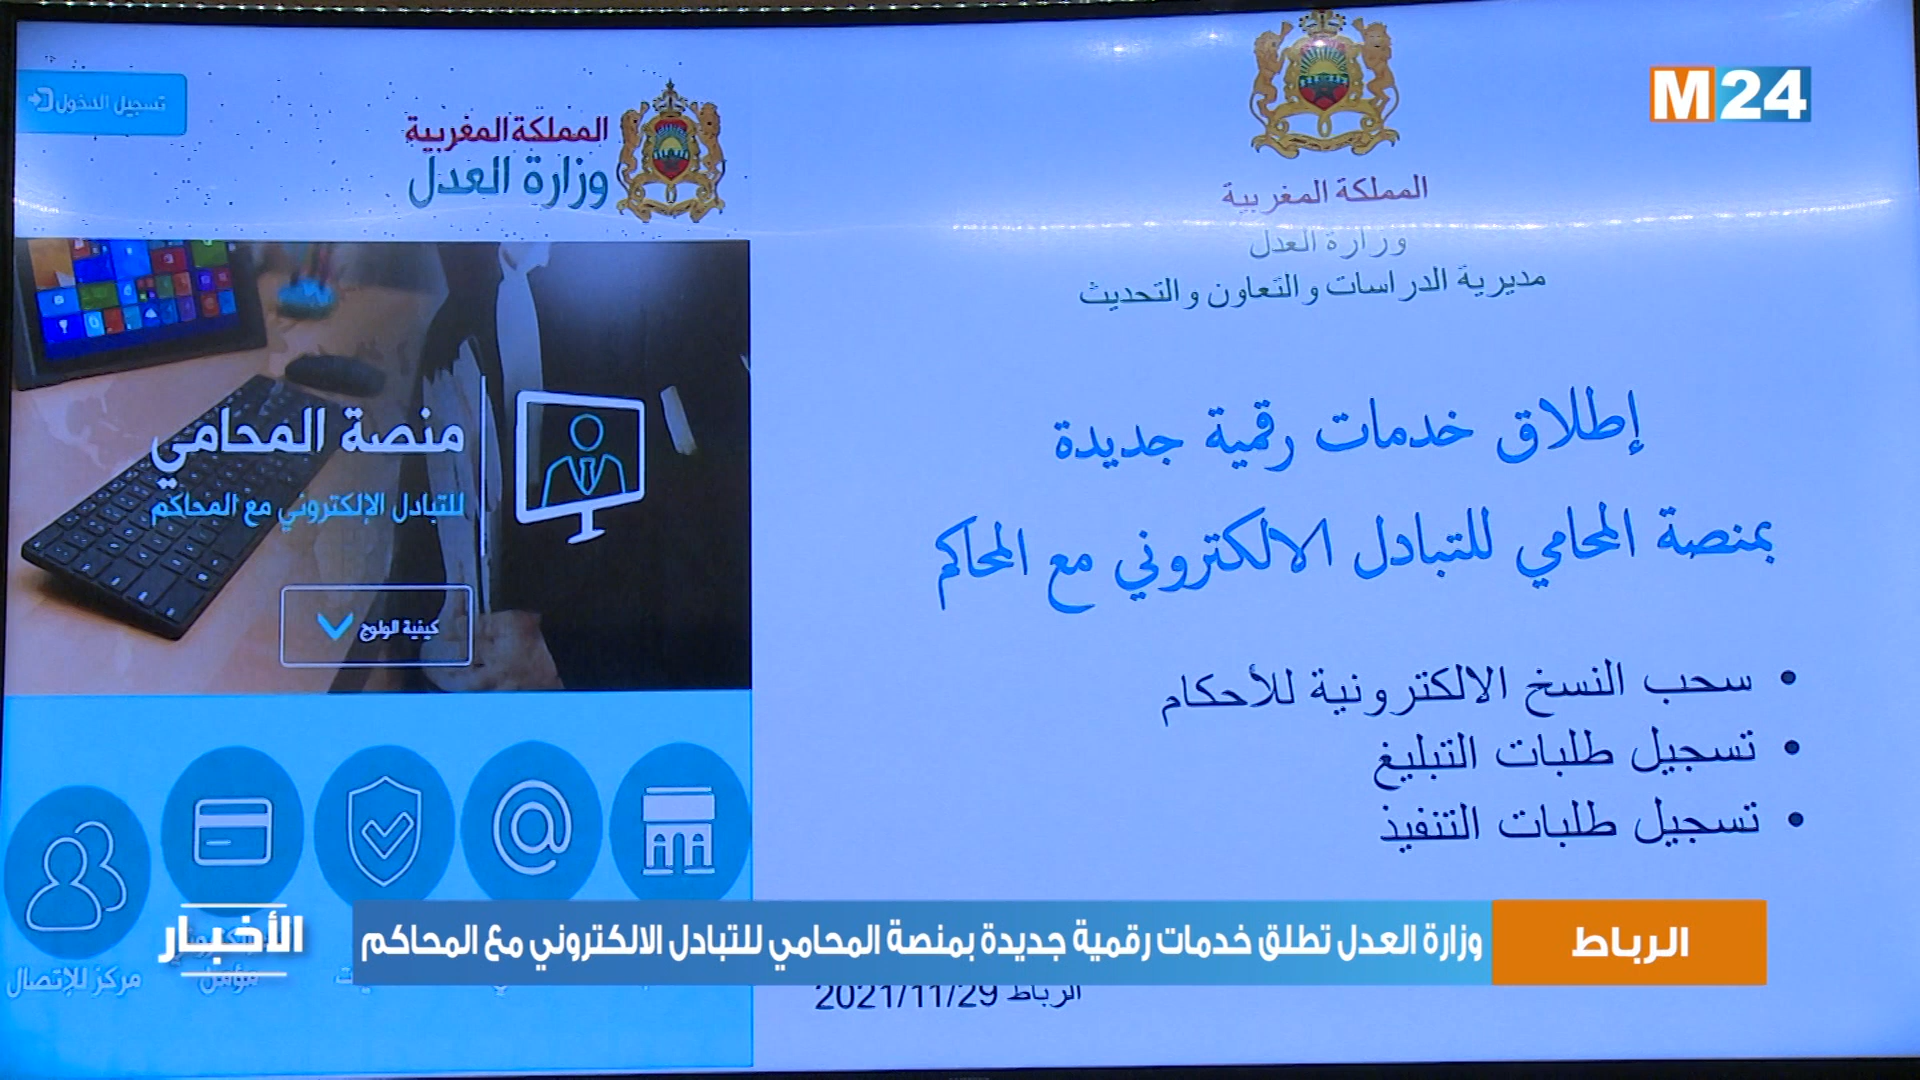 M24
المملكة المغربية
وزارة العدل
مديرية الدراسات والتعاون والتحديث
إطلاق خدمات رقمية جديدة
بمنصة المحامي للتبادل الالكتروني مع المحاكم
• سحب النسخ الالكترونية للأحكام
• تسجيل طلبات التبليغ
• تسجيل طلبات التنفيذ
الرباط 2021/11/29
تسجيل الدخول
المملكة المغربية
وزارة العدل
منصة المحامي
للتبادل الإلكتروني مع المحاكم
كيفية الولوج
مركز للإتصال
الرباط
وزارة العدل تطلق خدمات رقمية جديدة بمنصة المحامي للتبادل الالكتروني مع المحاكم
الأخبار